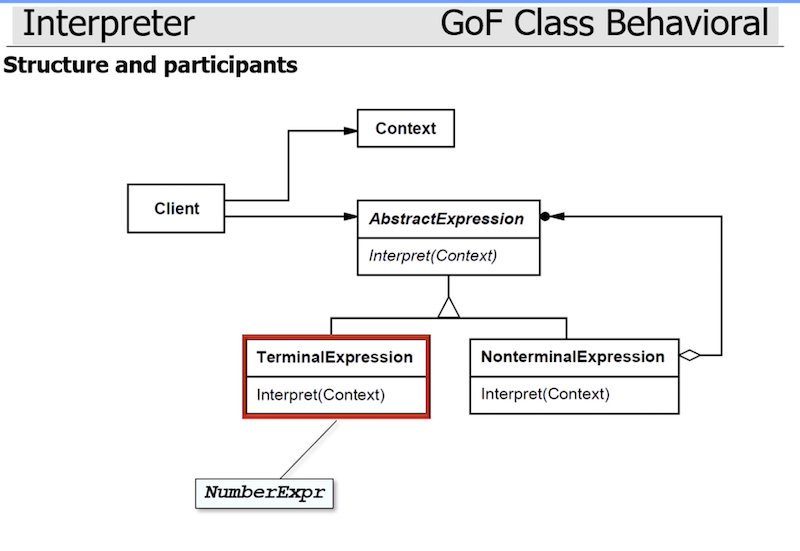 Interpreter GoF Class Behavioral
Structure and participants
Context
Client
AbstractExpression
Interpret(Context)
TerminalExpression
Interpret(Context)
NonterminalExpression
Interpret(Context)
NumberExpr